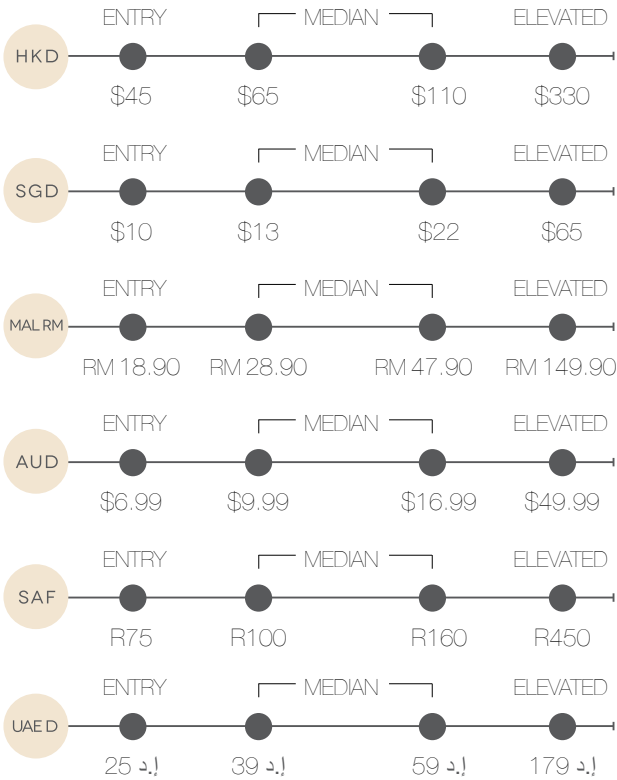 ENTRY MEDIAN ELEVATED
HKD
$45 $65 $110 $330
ENTRY MEDIAN ELEVATED
SGD
$10 $13 $22 $65
ENTRY MEDIAN ELEVATED
MAL RM
RM 18.90 RM 28.90 RM 47.90 RM 149.90
ENTRY MEDIAN ELEVATED
AUD
$6.99 $9.99 $16.99 $49.99
ENTRY MEDIAN ELEVATED
SAF
R75 R100 R160 R450
ENTRY MEDIAN ELEVATED
UAE D
25 د.إ 39 د.إ 59 د.إ 179 د.إ